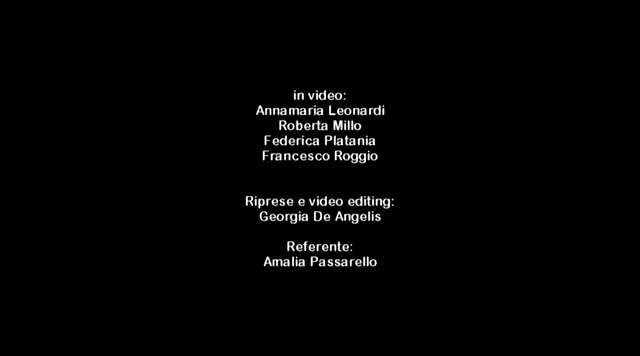 in video:
Annamaria Leonardi
Roberta Millo
Federica Platania
Francesco Roggio
Riprese e video editing:
Georgia De Angelis
Referente:
Amalia Passarello